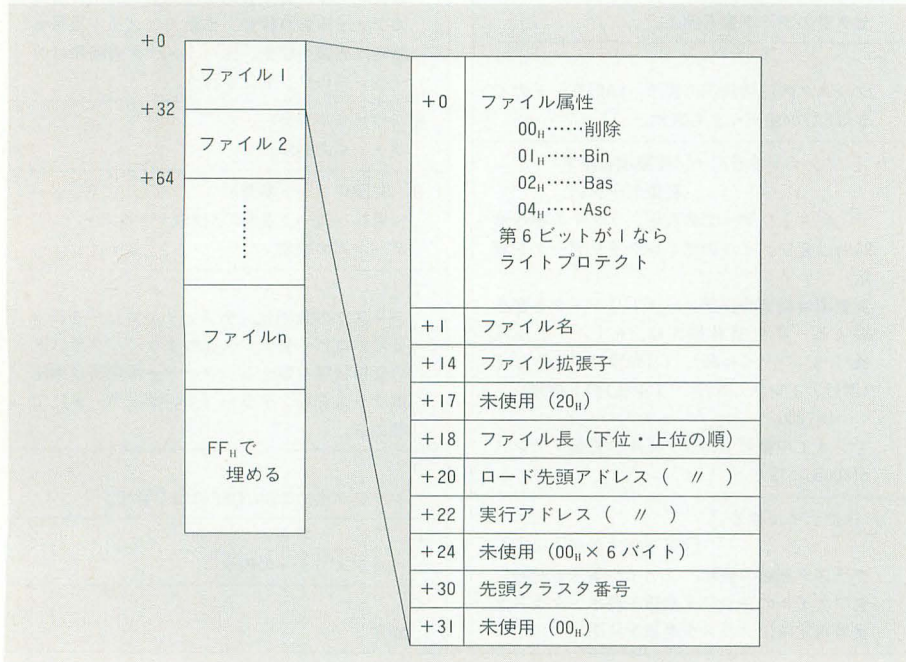 +0
ファイル1
+32
ファイル2
+64
………
ファイルn
FFHで
埋める
+0 ファイル属性
00H……削除
01H……Bin
02H……Bas
04H……Asc
第6ビットが1なら
ライトプロテクト
+1 ファイル名
+14 ファイル拡張子
+17 未使用（20H）
+18 ファイル長（下位・上位の順）
+20 ロード先頭アドレス（ 〃 ）
+22 実行アドレス（ 〃 ）
+24 未使用（00H×6バイト）
+30 先頭クラスタ番号
+31 未使用（00H）